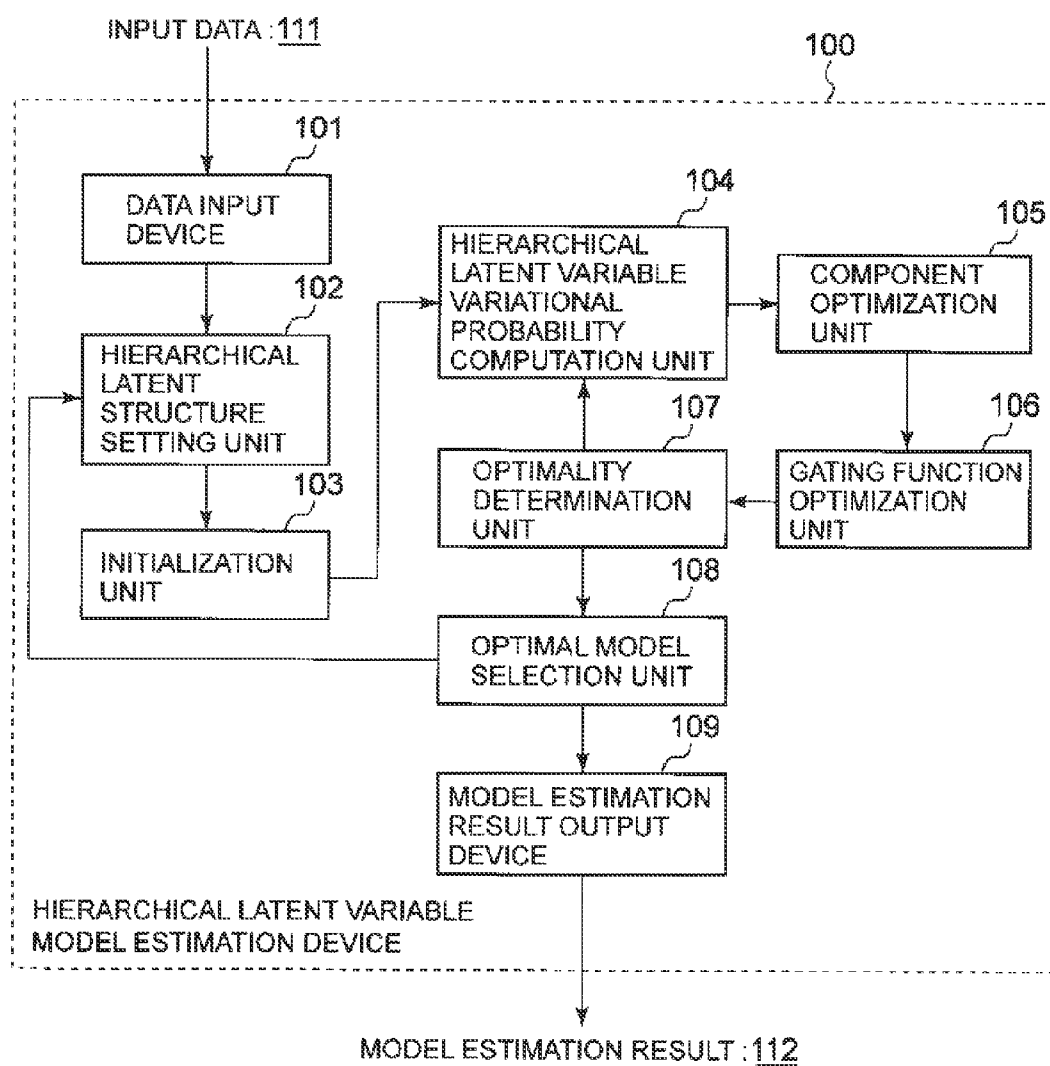 INPUT DATA : 111
100
101
DATA INPUT
DEVICE
102
HIERARCHICAL
LATENT
STRUCTURE
SETTING UNIT
103
INITIALIZATION
UNIT
104
HIERARCHICAL
LATENT VARIABLE
VARIATIONAL
PROBABILITY
COMPUTATION UNIT
105
COMPONENT
OPTIMIZATION
UNIT
106
GATING FUNCTION
OPTIMIZATION
UNIT
107
OPTIMALITY
DETERMINATION
UNIT
108
OPTIMAL MODEL
SELECTION UNIT
109
MODEL ESTIMATION
RESULT OUTPUT
DEVICE
HIERARCHICAL LATENT VARIABLE
MODEL ESTIMATION DEVICE
MODEL ESTIMATION RESULT : 112